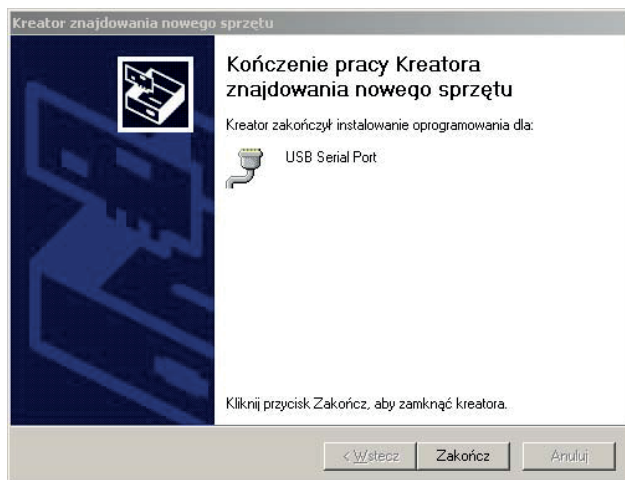 Kreator znajdowania nowego sprzętu
Kończenie pracy Kreatora
znajdowania nowego sprzętu
Kreator zakończył instalowanie oprogramowania dla:
USB Serial Port
Kliknij przycisk Zakończ, aby zamknąć kreatora.
< Wstecz Zakończ Anuluj